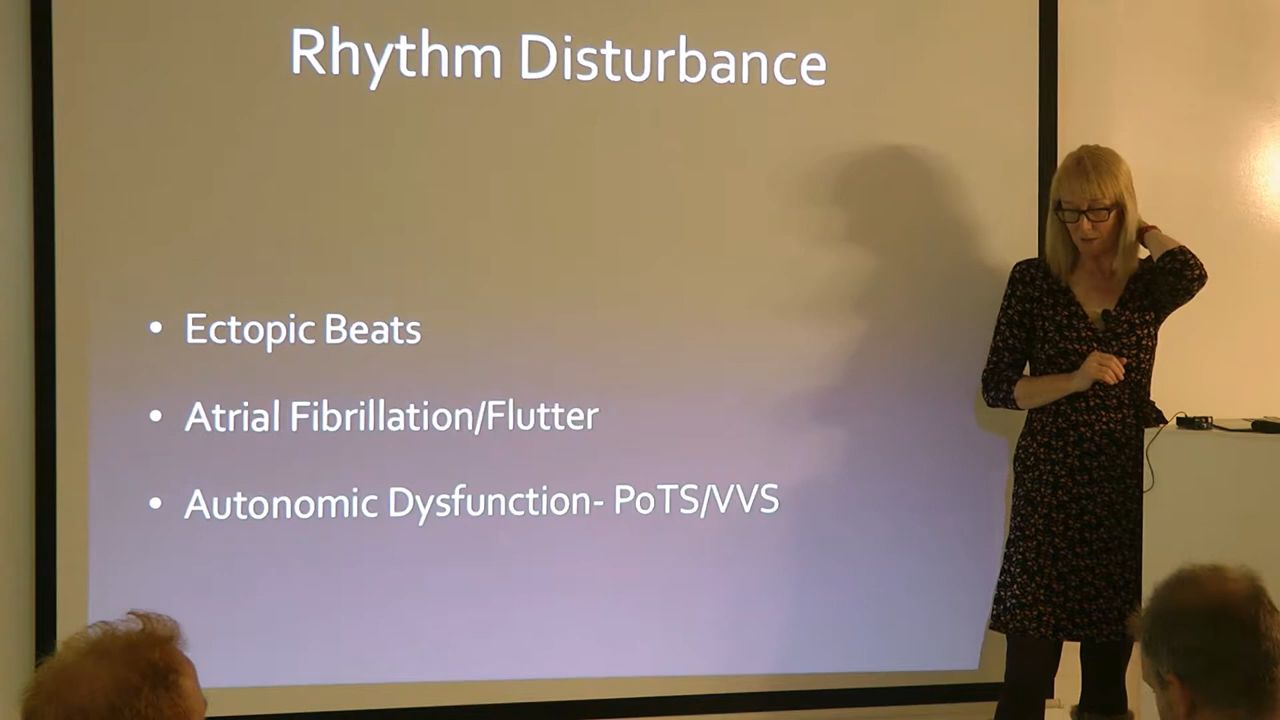 Rhythm Disturbance
• Ectopic Beats
• Atrial Fibrillation/Flutter
• Autonomic Dysfunction- PoTS/VVS